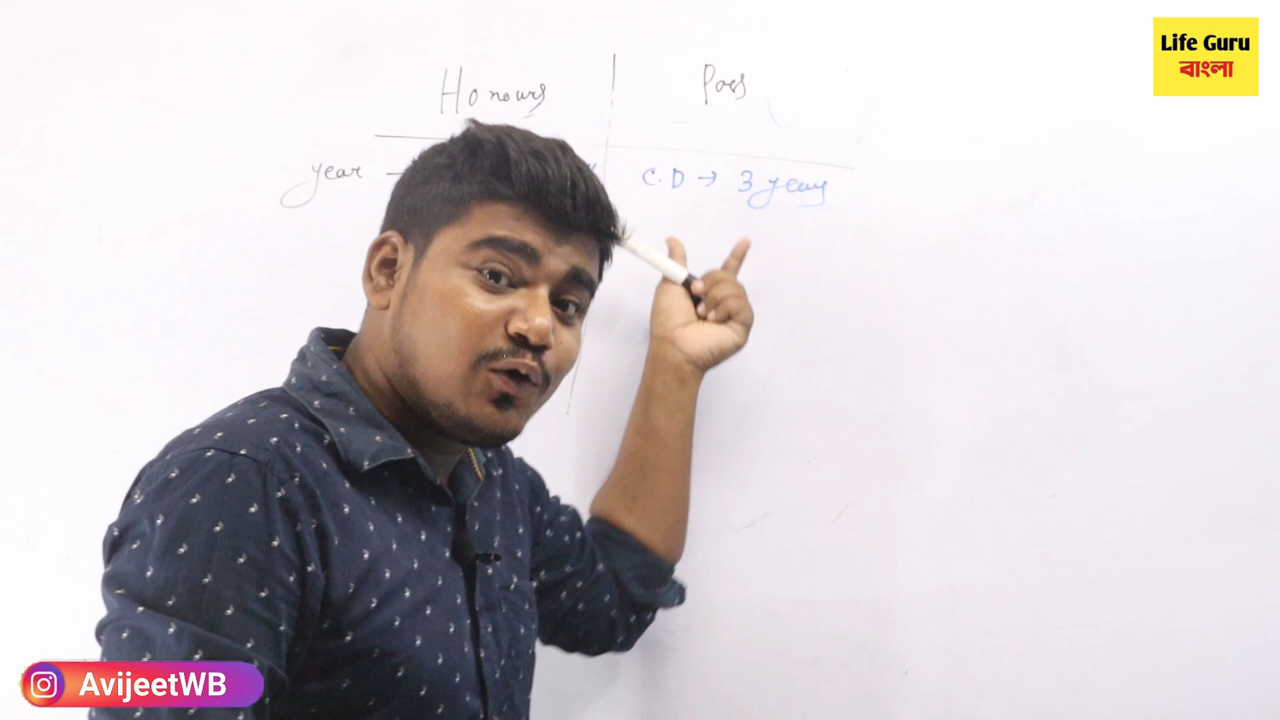 Life Guru
বাংলা
Honours
Pass
year →
C.D → 3 years
AvijeetWB